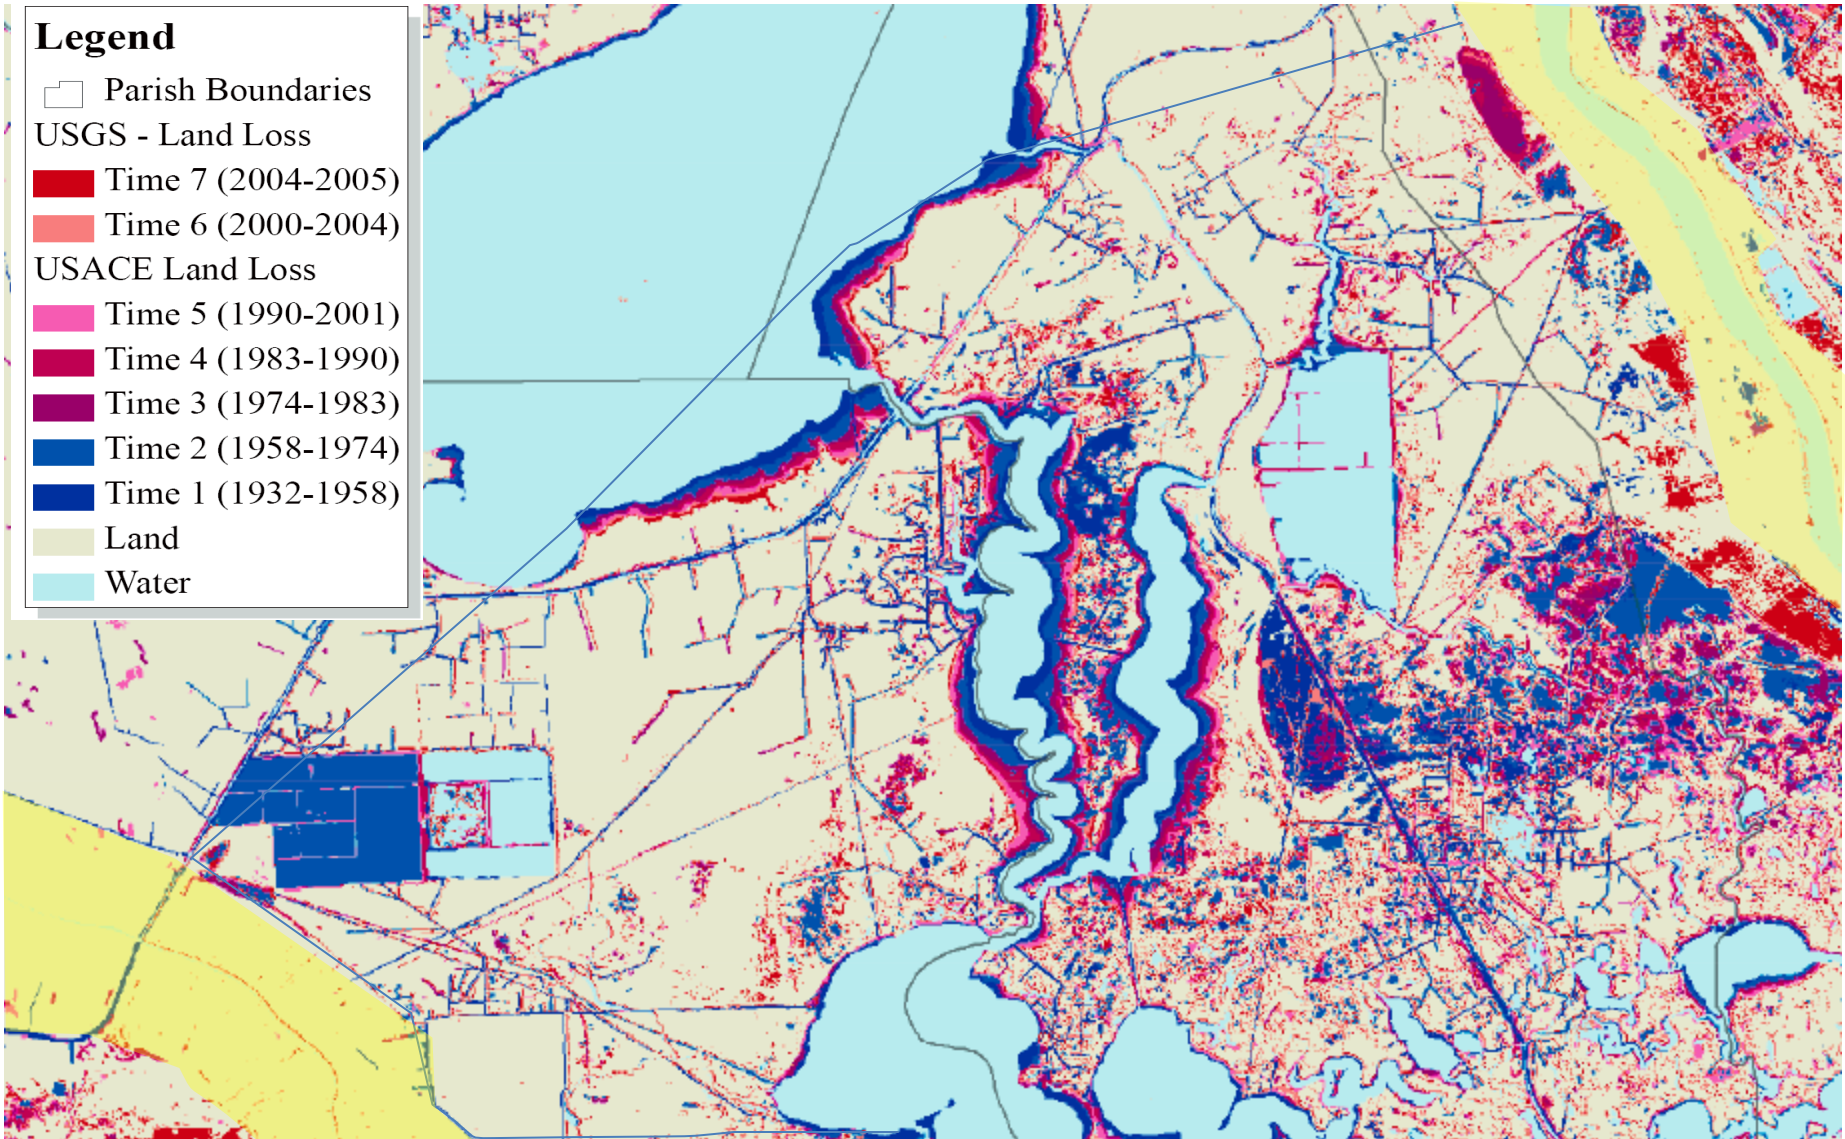 Legend
Parish Boundaries
USGS - Land Loss
Time 7 (2004-2005)
Time 6 (2000-2004)
USACE Land Loss
Time 5 (1990-2001)
Time 4 (1983-1990)
Time 3 (1974-1983)
Time 2 (1958-1974)
Time 1 (1932-1958)
Land
Water